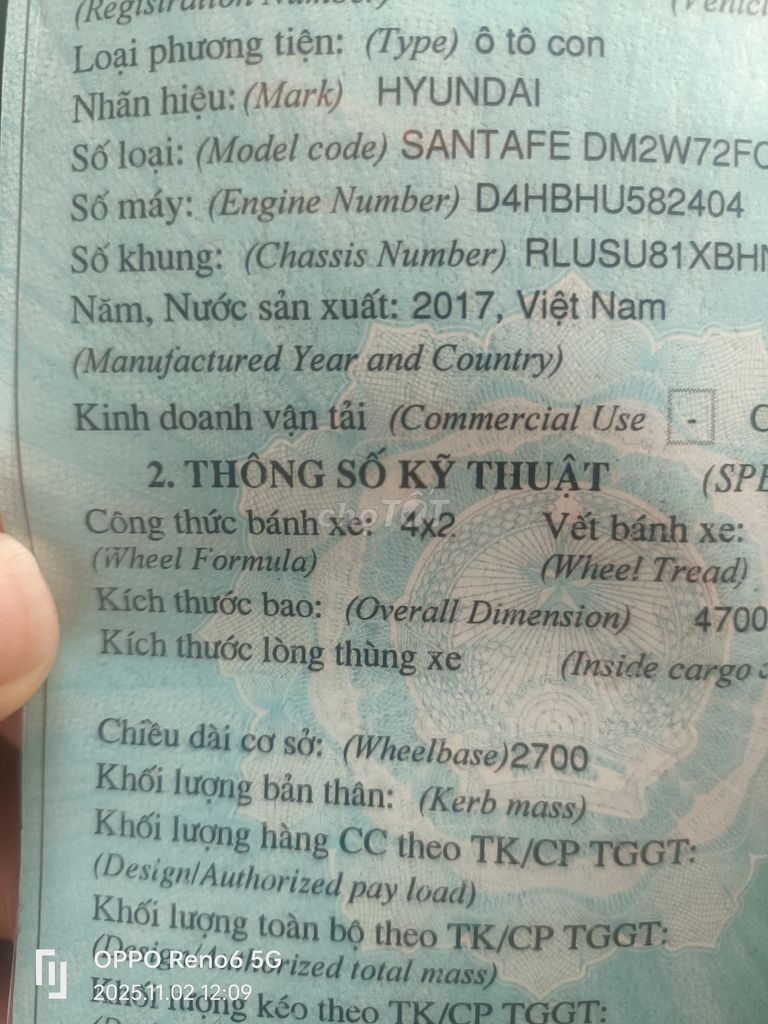 (Registration Number)
Loại phương tiện: (Type) ô tô con
Nhãn hiệu: (Mark) HYUNDAI
Số loại: (Model code) SANTAFE DM2W72FC
Số máy: (Engine Number) D4HBHU582404
Số khung: (Chassis Number) RLUSU81XBHN
Năm, Nước sản xuất: 2017, Việt Nam
(Manufactured Year and Country)
Kinh doanh vận tải (Commercial Use -
2. THÔNG SỐ KỸ THUẬT (SPE
choTỐT
Công thức bánh xe: 4x2 Vết bánh xe:
(Wheel Formula) (Wheel Tread)
Kích thước bao: (Overall Dimension) 4700
Kích thước lòng thùng xe (Inside cargo
Chiều dài cơ sở: (Wheelbase)2700
Khối lượng bản thân: (Kerb mass)
Khối lượng hàng CC theo TK/CP TGGT:
(Design/Authorized pay load)
Khối lượng toàn bộ theo TK/CP TGGT:
(Design/Authorized total mass)
Khối lượng kéo theo TK/CP TGGT:
OPPO Reno6 5G
2025.11.02 12:09